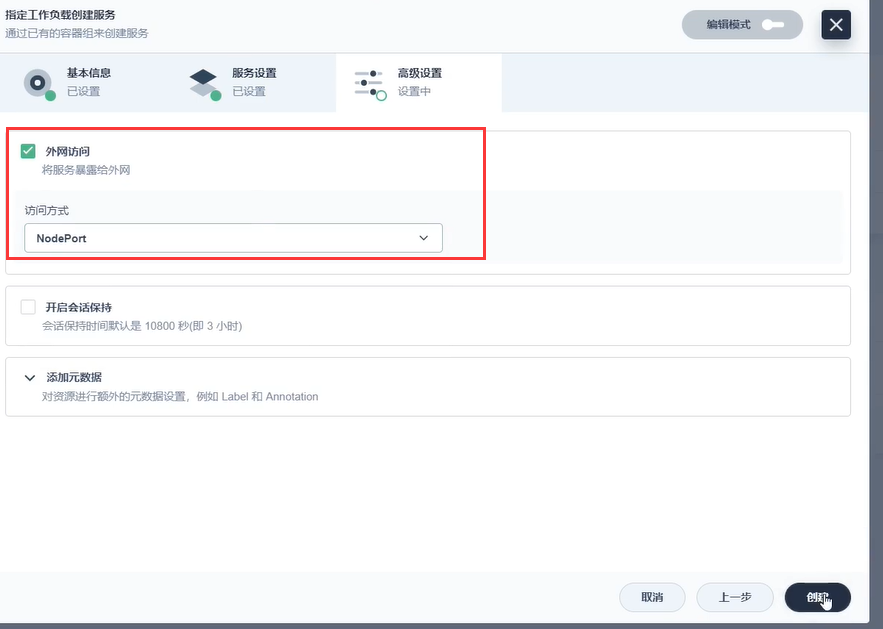 指定工作负载创建服务
通过已有的容器组来创建服务
编辑模式
基本信息
已设置
服务设置
已设置
高级设置
设置中
外网访问
将服务暴露给外网
访问方式
NodePort
开启会话保持
会话保持时间默认是 10800 秒(即 3 小时)
添加元数据
对资源进行额外的元数据设置，例如 Label 和 Annotation
取消
上一步
创建